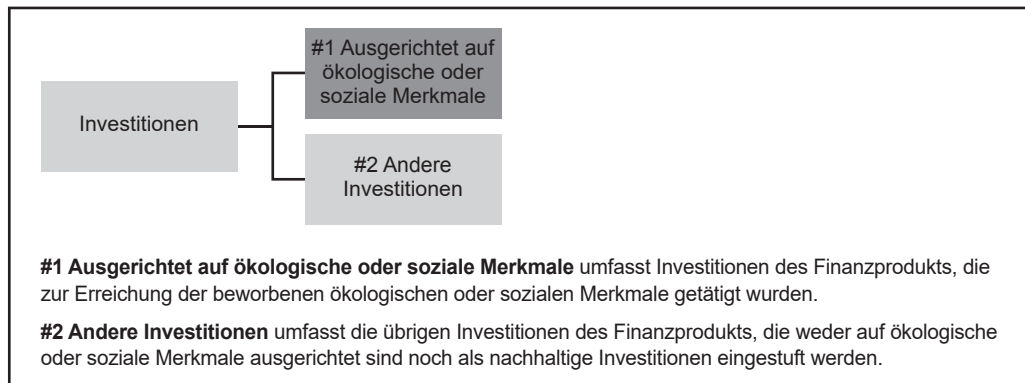 #1 Ausgerichtet auf
ökologische oder
soziale Merkmale
Investitionen
#2 Andere
Investitionen
#1 Ausgerichtet auf ökologische oder soziale Merkmale umfasst Investitionen des Finanzprodukts, die
zur Erreichung der beworbenen ökologischen oder sozialen Merkmale getätigt wurden.
#2 Andere Investitionen umfasst die übrigen Investitionen des Finanzprodukts, die weder auf ökologische
oder soziale Merkmale ausgerichtet sind noch als nachhaltige Investitionen eingestuft werden.